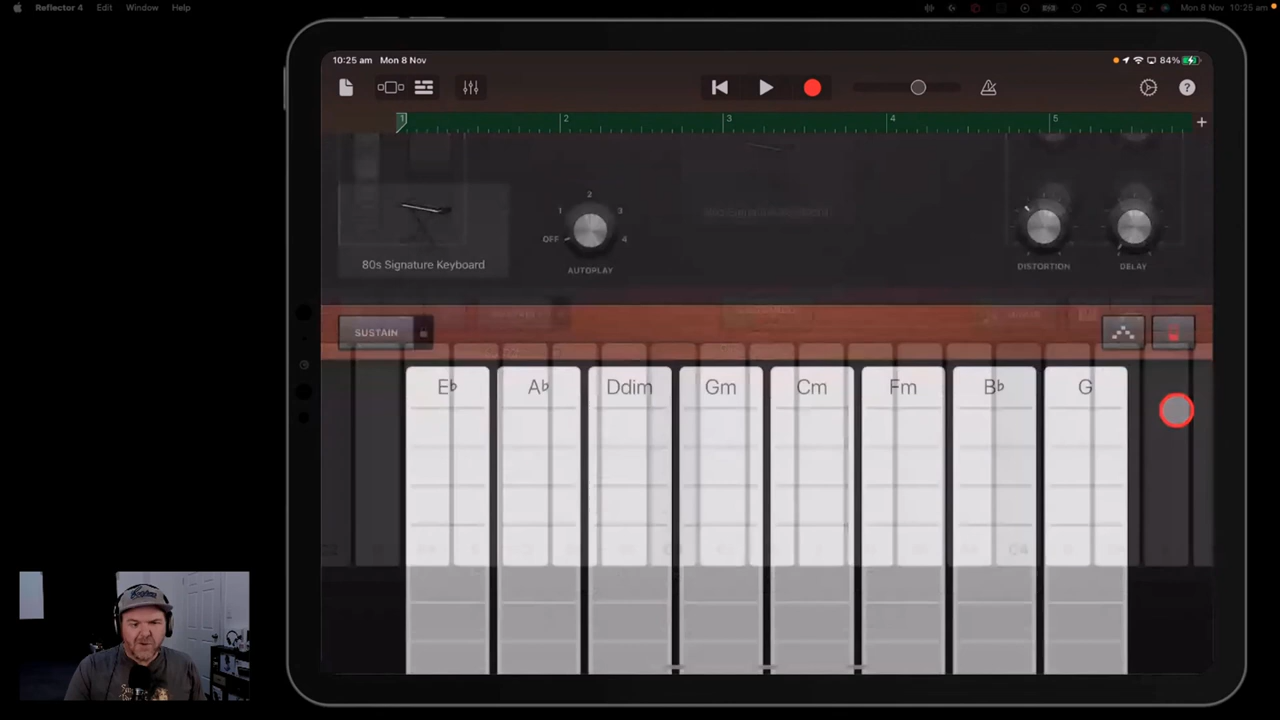 Reflector 4 Edit Window Help Mon 8 Nov 10:25 am
10:25 am Mon 8 Nov 84%
1 2 3 4 5
2
1 3
OFF 4
80s Signature Keyboard
AUTOPLAY
DISTORTION DELAY
SUSTAIN
E♭ A♭ Ddim Gm Cm Fm B♭ G